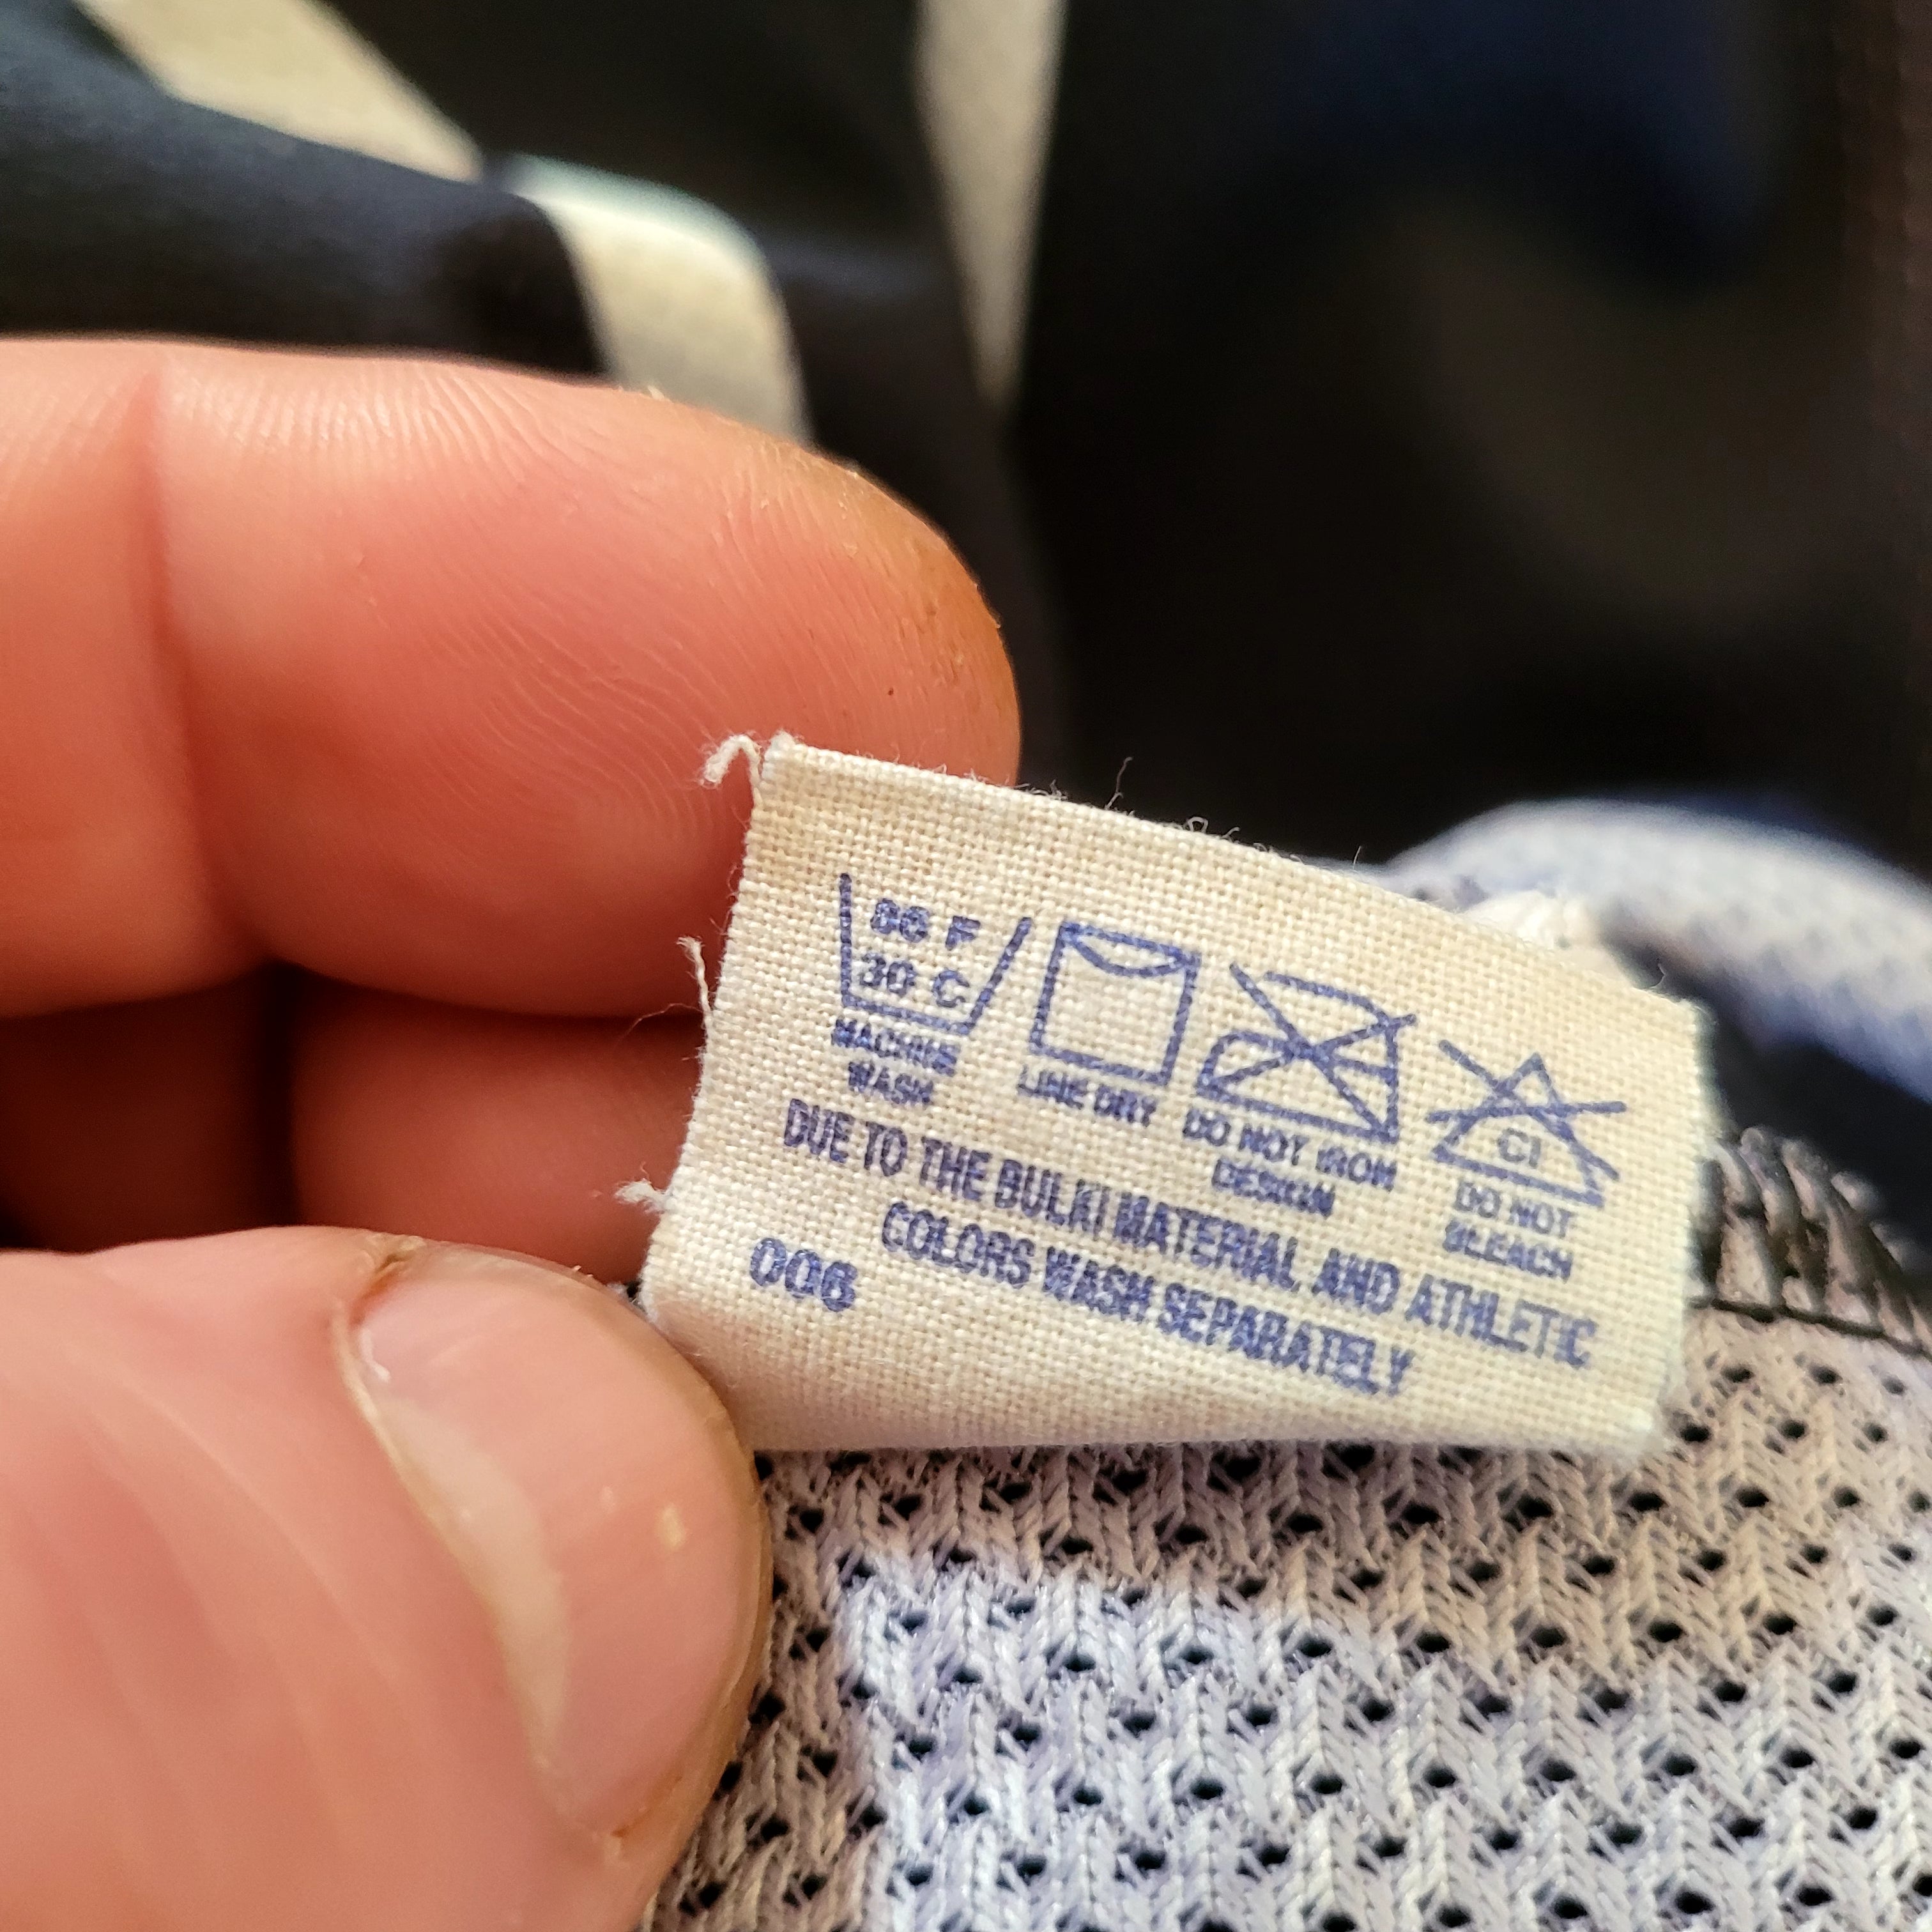 86 F
30 C
MACHINE
WASH
LINE DRY
DO NOT IRON
DESIGN
Cl
DO NOT
BLEACH
DUE TO THE BULKI MATERIAL AND ATHLETIC
COLORS WASH SEPARATELY
006